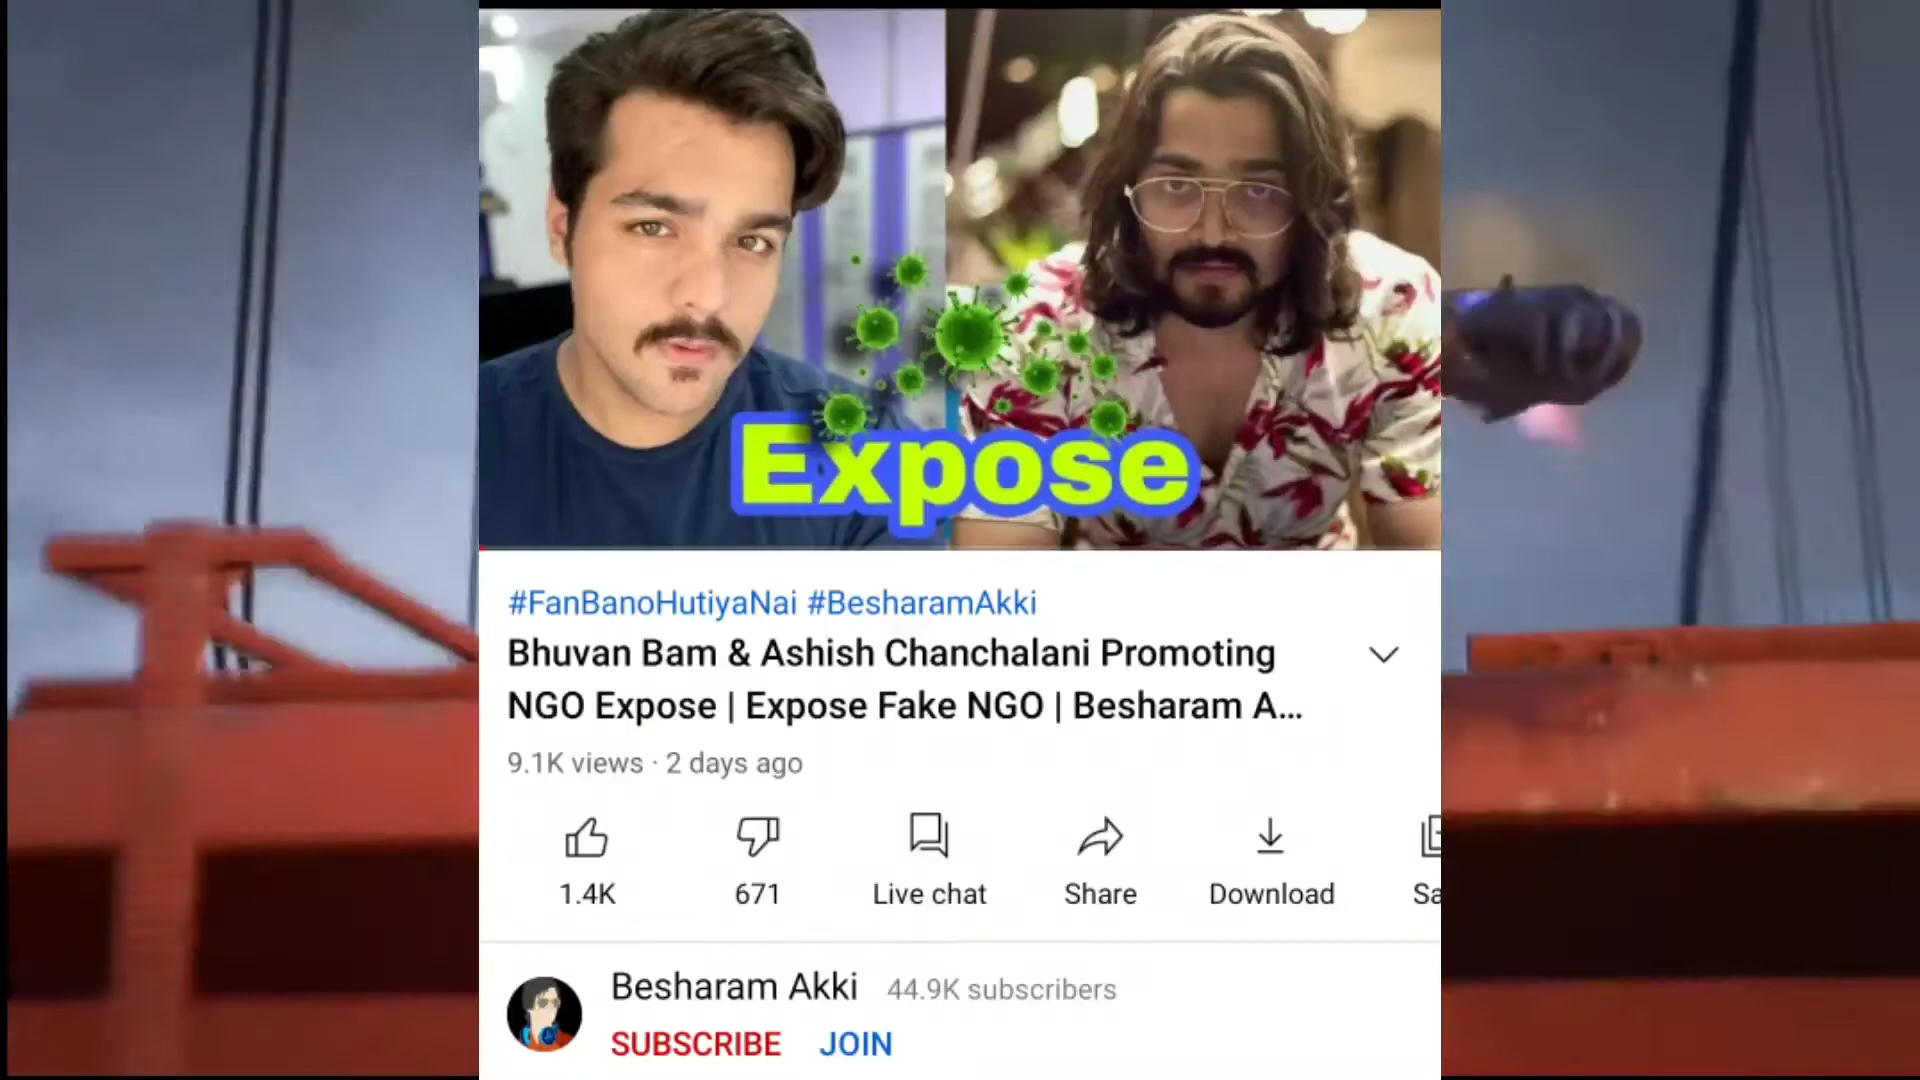 Expose
#FanBanoHutiyaNai #BesharamAkki
Bhuvan Bam & Ashish Chanchalani Promoting
NGO Expose | Expose Fake NGO | Besharam A...
9.1K views · 2 days ago
1.4K 671 Live chat Share Download Sa
Besharam Akki 44.9K subscribers
SUBSCRIBE JOIN